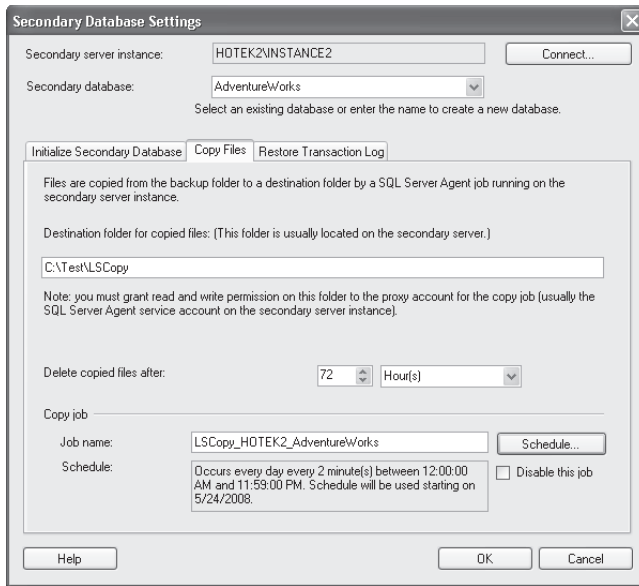 Secondary Database Settings
Secondary server instance: HOTEK2\INSTANCE2 Connect...
Secondary database: AdventureWorks
Select an existing database or enter the name to create a new database.
Initialize Secondary Database Copy Files Restore Transaction Log
Files are copied from the backup folder to a destination folder by a SQL Server Agent job running on the
secondary server instance.
Destination folder for copied files: (This folder is usually located on the secondary server.)
C:\Test\LSCopy
Note: you must grant read and write permission on this folder to the proxy account for the copy job (usually the
SQL Server Agent service account on the secondary server instance).
Delete copied files after: 72 Hour(s)
Copy job
Job name: LSCopy_HOTEK2_AdventureWorks Schedule...
Schedule: Occurs every day every 2 minute(s) between 12:00:00
AM and 11:59:00 PM. Schedule will be used starting on
5/24/2008.
Disable this job
Help OK Cancel